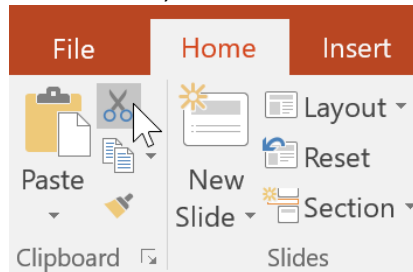 File Home Insert
Layout
Reset
Paste New
Slide Section
Clipboard Slides